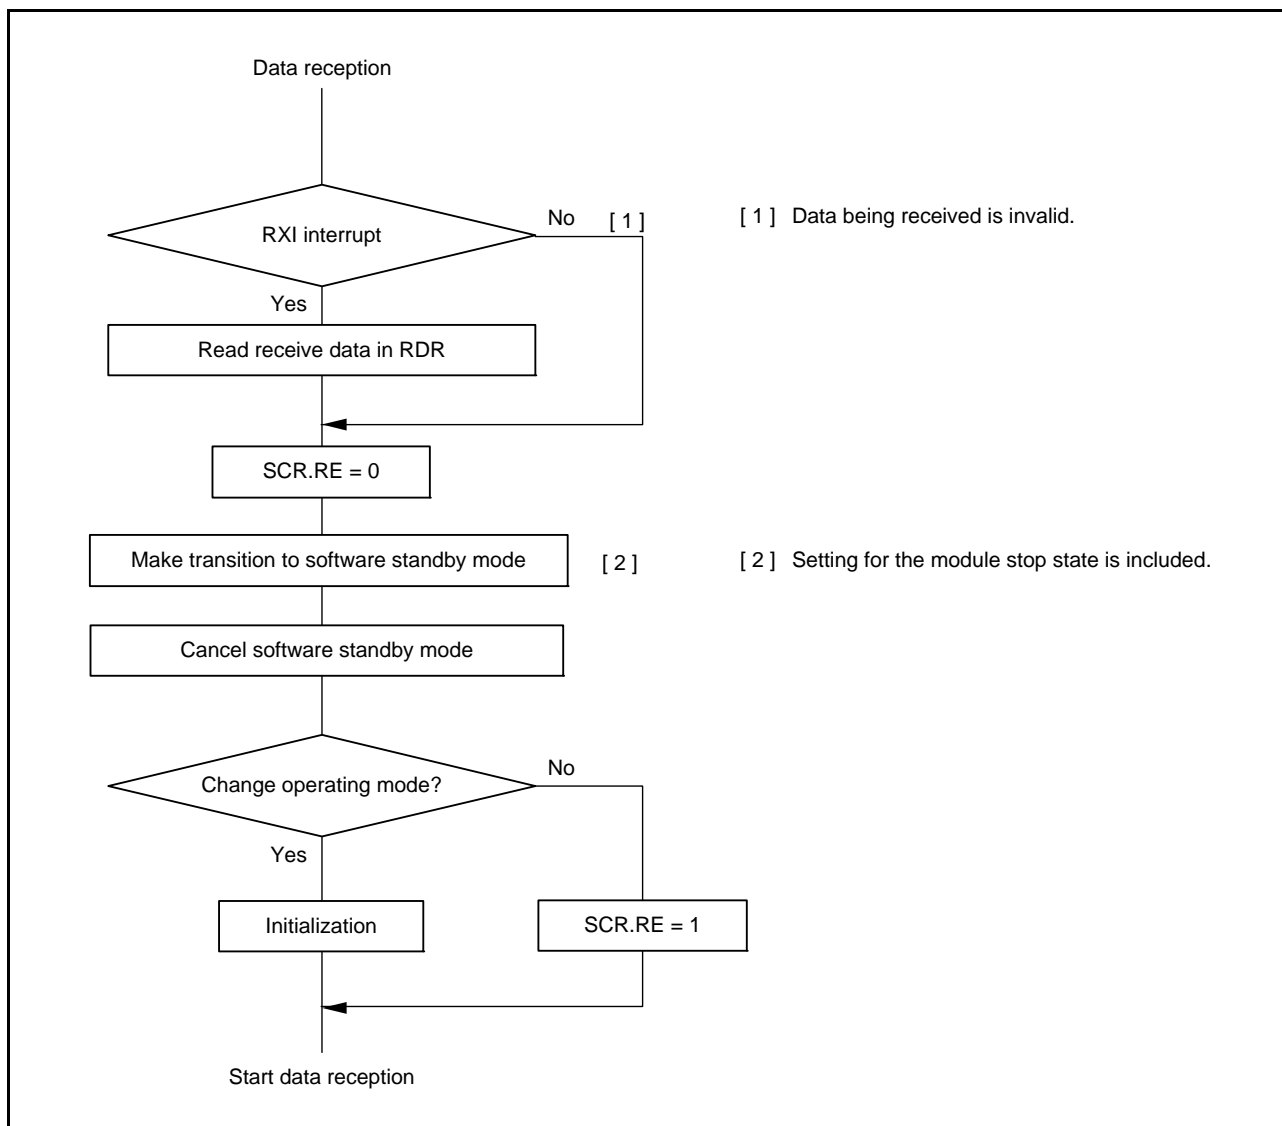 Data reception
RXI interrupt
No
[ 1 ]
[ 1 ] Data being received is invalid.
Yes
Read receive data in RDR
SCR.RE = 0
Make transition to software standby mode
[ 2 ]
[ 2 ] Setting for the module stop state is included.
Cancel software standby mode
Change operating mode?
No
Yes
Initialization
SCR.RE = 1
Start data reception